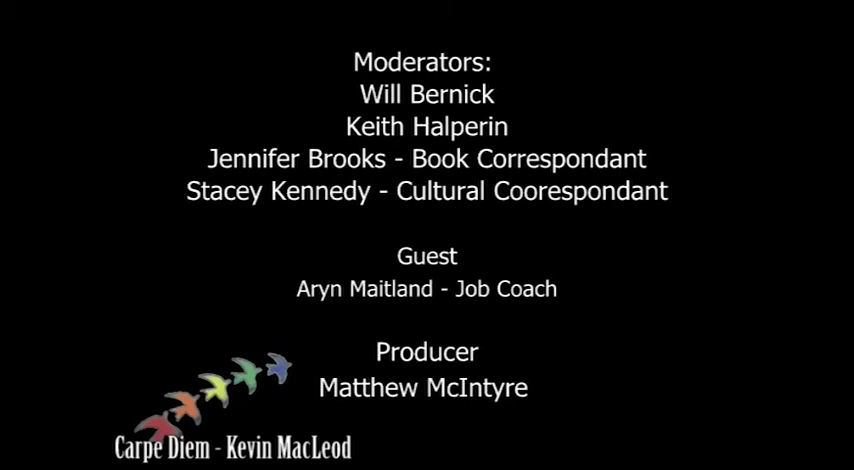 Moderators:
Will Bernick
Keith Halperin
Jennifer Brooks - Book Correspondant
Stacey Kennedy - Cultural Coorespondant
Guest
Aryn Maitland - Job Coach
Producer
Matthew McIntyre
Carpe Diem - Kevin MacLeod